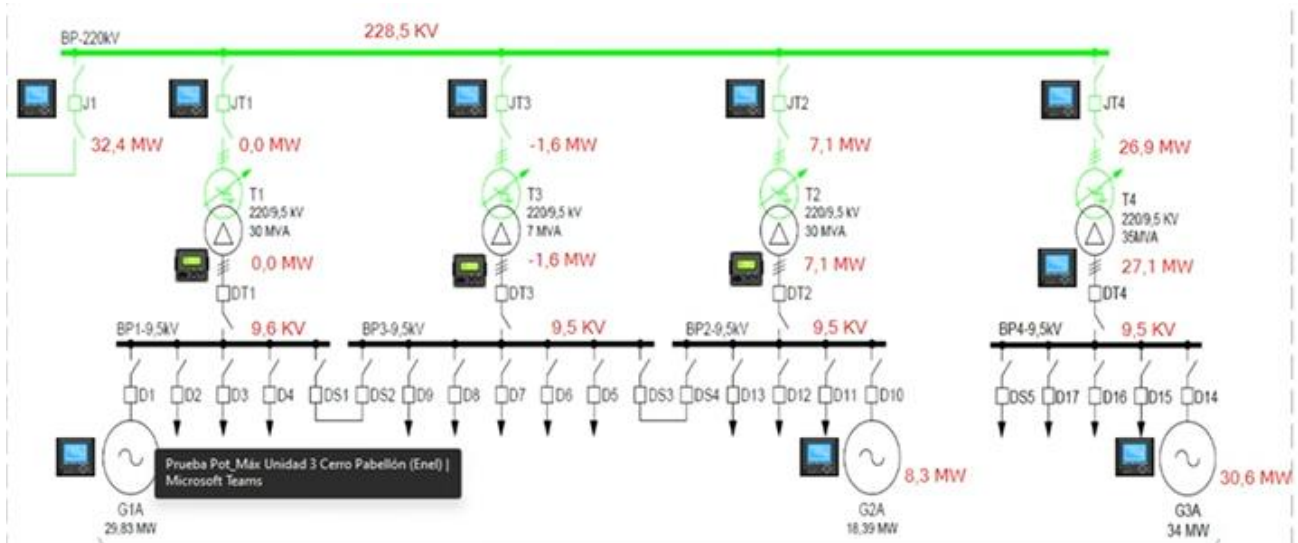 228,5 KV
BP-220kV
J1
JT1
JT3
JT2
JT4
32,4 MW
0,0 MW
-1,6 MW
7,1 MW
26,9 MW
T1
220/9,5 kV
30 MVA
T3
220/9,5 kV
7 MVA
T2
220/9,5 kV
30 MVA
T4
220/9,5 KV
35MVA
0,0 MW
-1,6 MW
7,1 MW
27,1 MW
DT1
DT3
DT2
DT4
BP1-9,5kV
9,6 KV
BP3-9,5kV
9,5 KV
BP2-9,5kV
9,5 KV
BP4-9,5kV
9,5 KV
D1
D2
D3
D4
DS1
DS2
D9
D8
D7
D6
D5
DS3
DS4
D13
D12
D11
D10
DS5
D17
D16
D15
D14
Prueba Pot_Máx Unidad 3 Cerro Pabellón (Enel) |
Microsoft Teams
8,3 MW
30,6 MW
G1A
29,83 MW
G2A
18,39 MW
G3A
34 MW